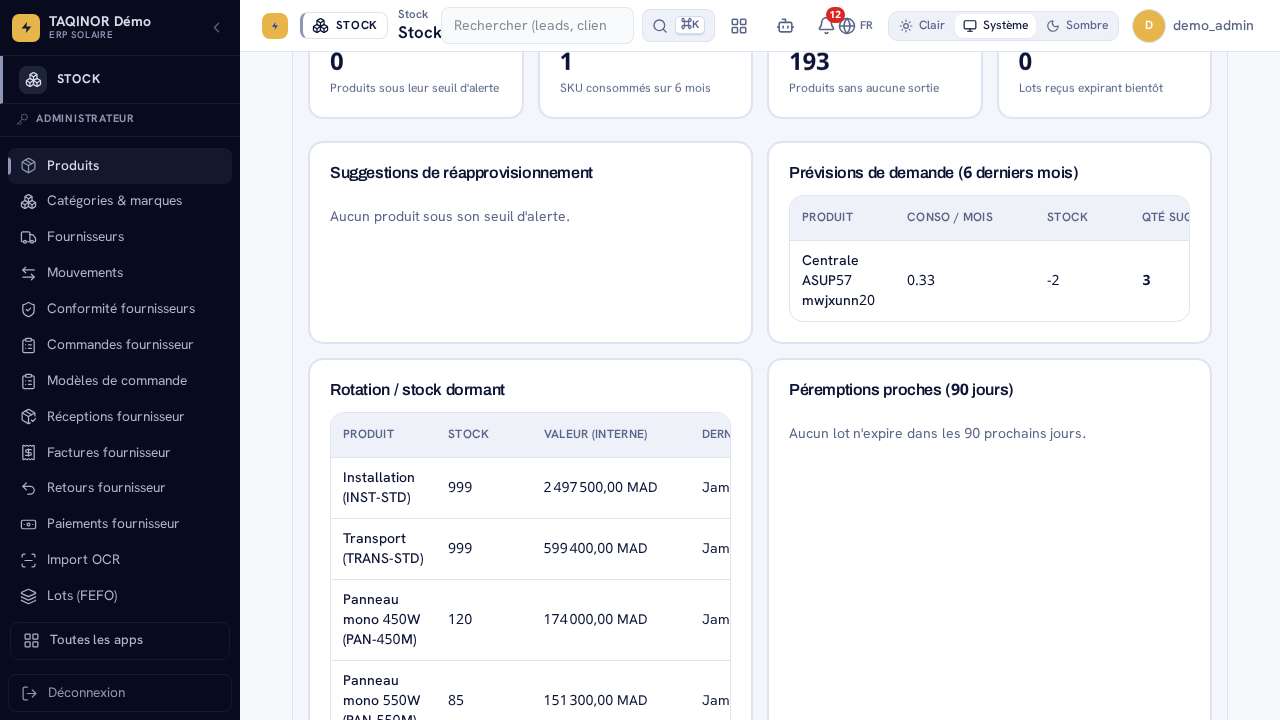 TAQINOR Démo
ERP SOLAIRE
STOCK
ADMINISTRATEUR
Produits
Catégories & marques
Fournisseurs
Mouvements
Conformité fournisseurs
Commandes fournisseur
Modèles de commande
Réceptions fournisseur
Factures fournisseur
Retours fournisseur
Paiements fournisseur
Import OCR
Lots (FEFO)
Toutes les apps
Déconnexion
STOCK
Stock
Stock
Rechercher (leads, clien
⌘K
12
FR
Clair
Système
Sombre
D
demo_admin
0
Produits sous leur seuil d'alerte
1
SKU consommés sur 6 mois
193
Produits sans aucune sortie
0
Lots reçus expirant bientôt
Suggestions de réapprovisionnement
Aucun produit sous son seuil d'alerte.
Prévisions de demande (6 derniers mois)
PRODUIT CONSO / MOIS STOCK QTÉ
Centrale
ASUP57
mwjxunn20
0.33 -2 3
Rotation / stock dormant
PRODUIT STOCK VALEUR (INTERNE)
Installation
(INST-STD)
999 2 497 500,00 MAD
Transport
(TRANS-STD)
999 599 400,00 MAD
Panneau
mono 450W
(PAN-450M)
120 174 000,00 MAD
Panneau
mono 550W
(PAN-550M)
85 151 300,00 MAD
Péremptions proches (90 jours)
Aucun lot n'expire dans les 90 prochains jours.